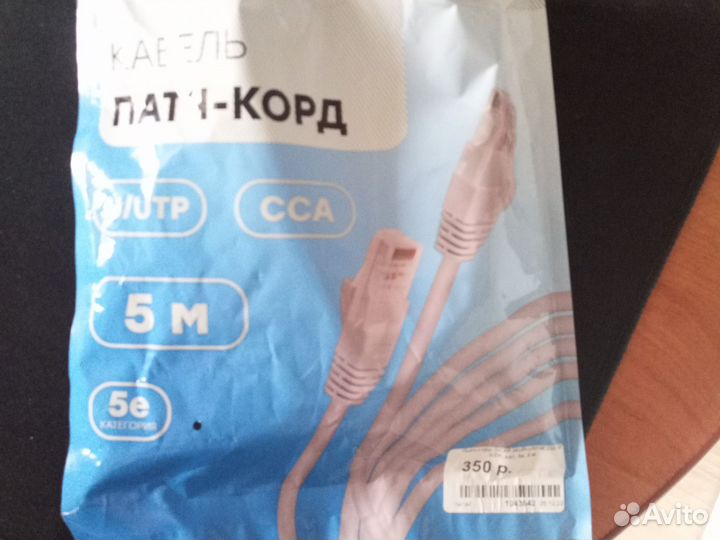 КАБЕЛЬ
ПАТЧ-КОРД
U/UTP
CCA
5 м
5e
КАТЕГОРИЯ
350 р.
Avito